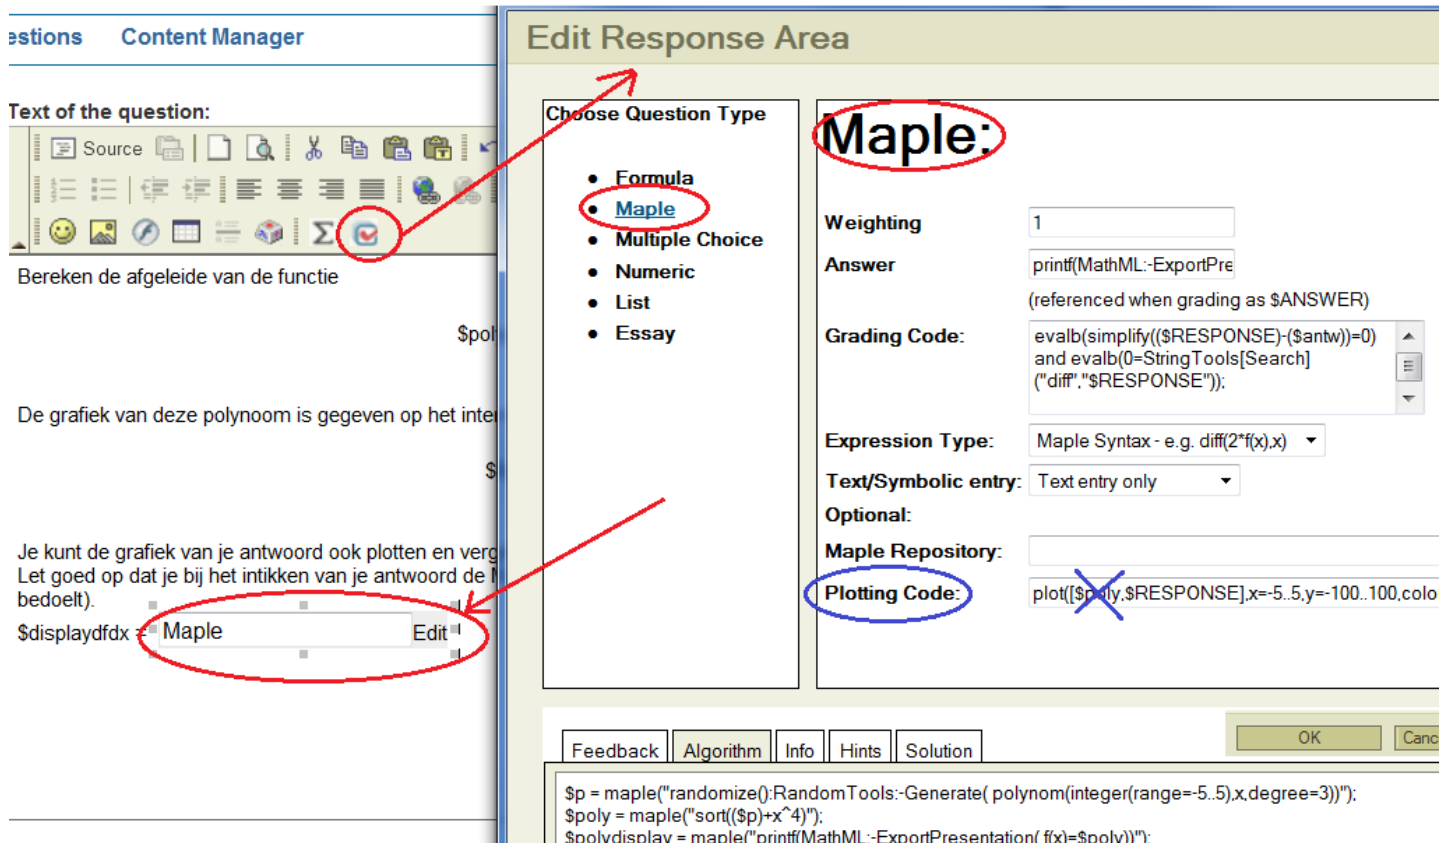 estions Content Manager
Text of the question:
Source
Bereken de afgeleide van de functie
$pol
De grafiek van deze polynoom is gegeven op het inter
$
Je kunt de grafiek van je antwoord ook plotten en verg
Let goed op dat je bij het intikken van je antwoord de M
bedoelt).
$displaydfdx = Maple Edit
Edit Response Area
Choose Question Type
Formula
Maple
Multiple Choice
Numeric
List
Essay
Maple:
Weighting 1
Answer printf(MathML:-ExportPre
(referenced when grading as $ANSWER)
Grading Code: evalb(simplify(($RESPONSE)-($antw))=0)
and evalb(0=StringTools[Search]
("diff","$RESPONSE"));
Expression Type: Maple Syntax - e.g. diff(2*f(x),x)
Text/Symbolic entry: Text entry only
Optional:
Maple Repository:
Plotting Code: plot([$poly,$RESPONSE],x=-5..5,y=-100..100,colo
OK Canc
Feedback Algorithm Info Hints Solution
$p = maple("randomize():RandomTools:-Generate( polynom(integer(range=-5..5),x,degree=3))");
$poly = maple("sort(($p)+x^4)");
$polydisplay = maple("printf(MathML:-ExportPresentation( f(x)=$poly))");